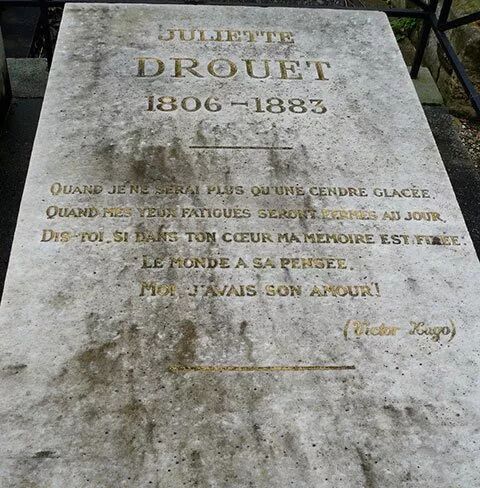 JULIETTE
DROUET
1806-1883
QUAND JE NE SERAI PLUS QU'UNE CENDRE GLACÉE,
QUAND MES YEUX FATIGUÉS SERONT FERMÉS AU JOUR,
DIS-TOI, SI DANS TON CŒUR MA MÉMOIRE EST FIXÉE:
LE MONDE A SA PENSÉE,
MOI, J'AVAIS SON AMOUR!
(Victor Hugo)